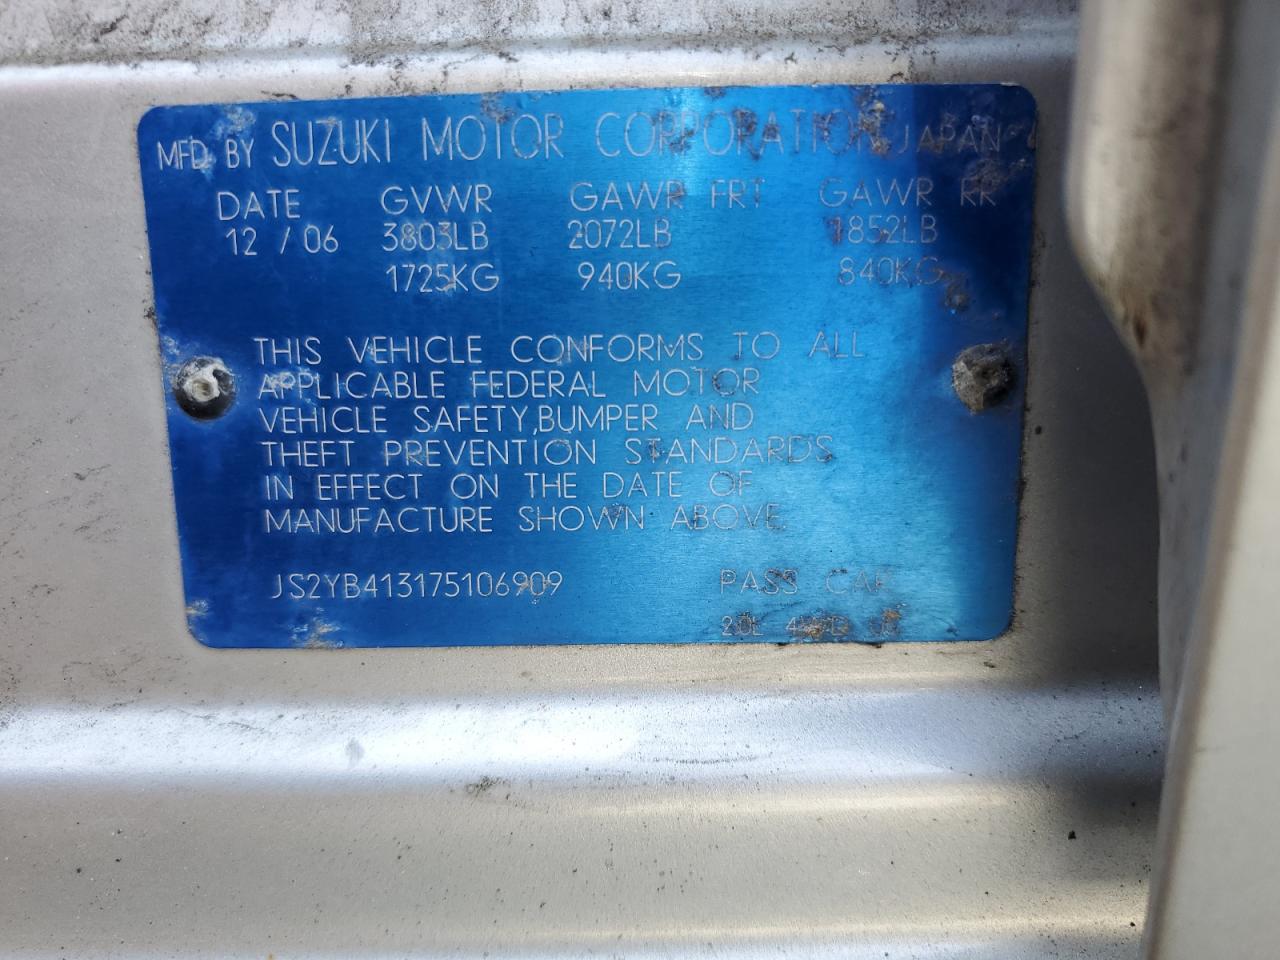 MFD. BY SUZUKI MOTOR CORPORATION JAPAN
DATE GVWR GAWR FRT GAWR RR
12 / 06 3803LB 2072LB 1852LB
1725KG 940KG 840KG
THIS VEHICLE CONFORMS TO ALL
APPLICABLE FEDERAL MOTOR
VEHICLE SAFETY,BUMPER AND
THEFT PREVENTION STANDARDS
IN EFFECT ON THE DATE OF
MANUFACTURE SHOWN ABOVE.
JS2YB413175106909 PASS CAR
2.0L